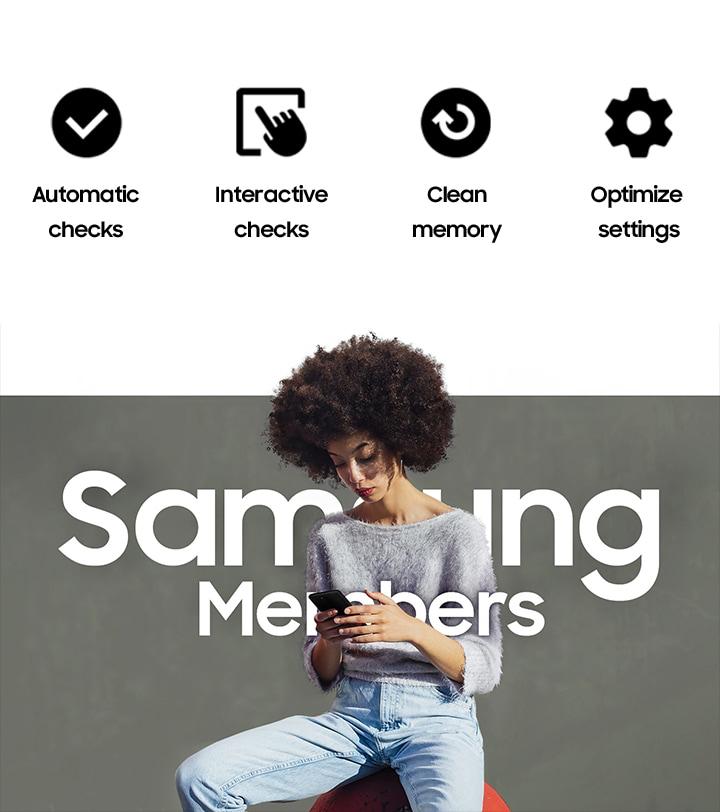 Automatic
checks
Interactive
checks
Clean
memory
Optimize
settings
Samsung
Members